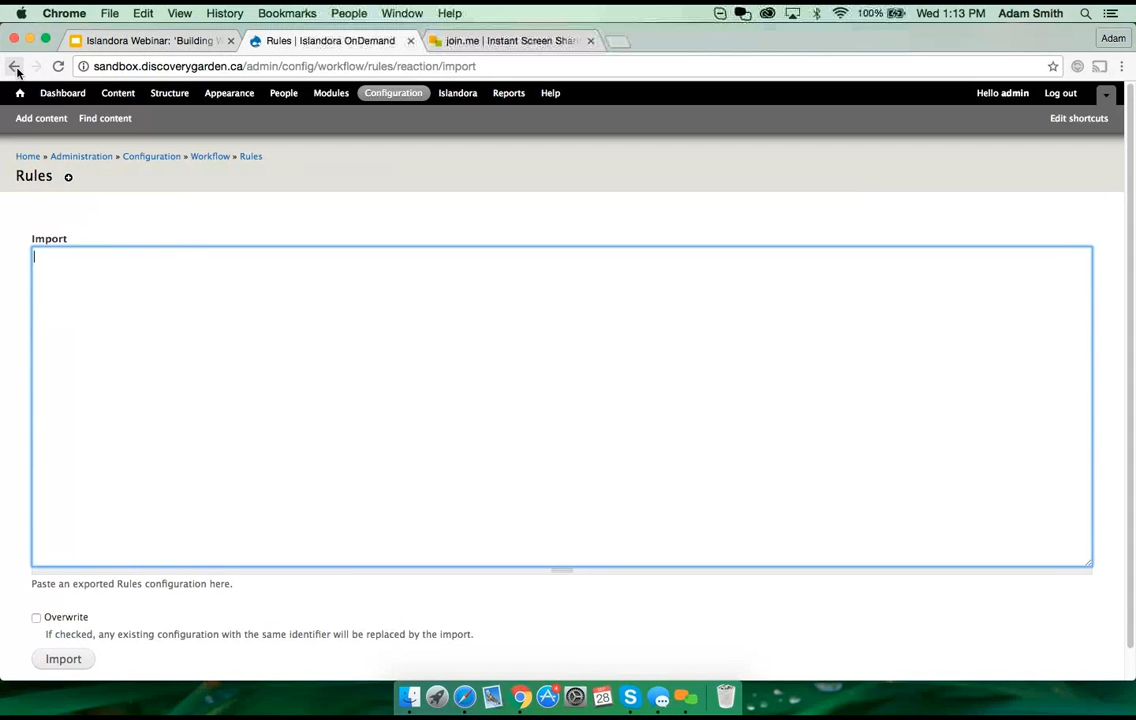 Chrome File Edit View History Bookmarks People Window Help 100% Wed 1:13 PM Adam Smith
Islandora Webinar: 'Building Rules | Islandora OnDemand join.me | Instant Screen Adam
sandbox.discoverygarden.ca/admin/config/workflow/rules/reaction/import
Dashboard Content Structure Appearance People Modules Configuration Islandora Reports Help Hello admin Log out
Add content Find content Edit shortcuts
Home » Administration » Configuration » Workflow » Rules
Rules
Import
Paste an exported Rules configuration here.
Overwrite
If checked, any existing configuration with the same identifier will be replaced by the import.
Import
28